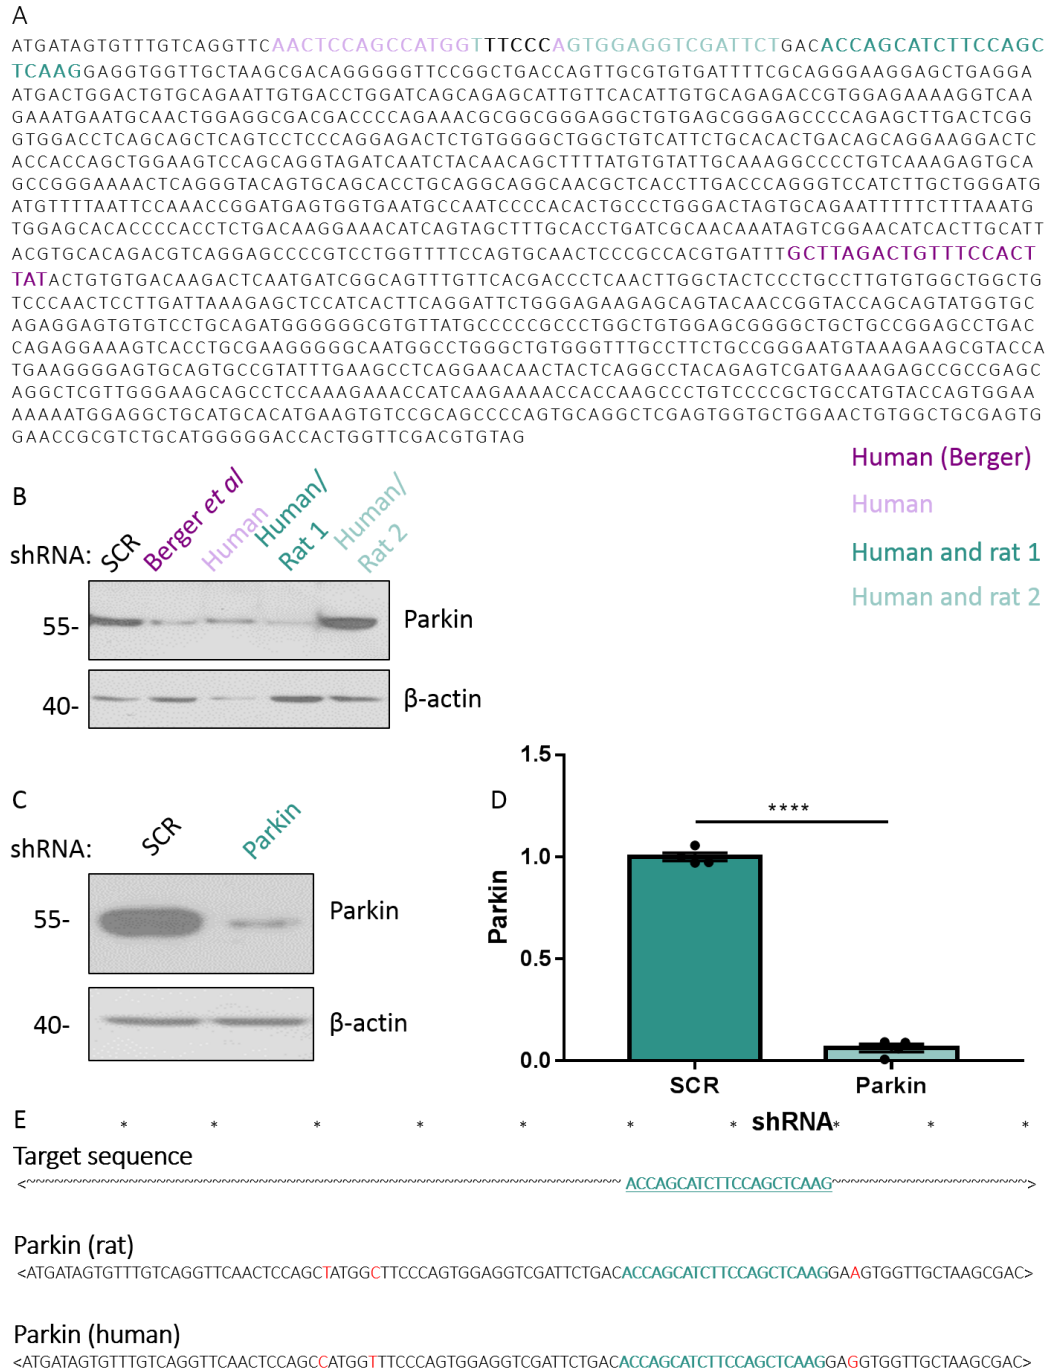 A
ATGATAGTGTTTGTCAGGTTCAACTCCAGCCATGGTTTCCCAGTGGAGGTCGATTCTGACACCAGCATCTTCCAGC
TCAAGGAGGTGGTTGCTAAGCGACAGGGGGTTCCGGCTGACCAGTTGCGTGTGATTTTCGCAGGGAAGGAGCTGAGGA
ATGACTGGACTGTGCAGAATTGTGACCTGGATCAGCAGAGCATTGTTCACATTGTGCAGAGACCGTGGAGAAAAGGTCAA
GAAATGAATGCAACTGGAGGCGACGACCCCAGAAACGCGGCGGGAGGCTGTGAGCGGGAGCCCCAGAGCTTGACTCGG
GTGGACCTCAGCAGCTCAGTCCTCCCAGGAGACTCTGTGGGGCTGGCTGTCATTCTGCACACTGACAGCAGGAAGGACTC
ACCACCAGCTGGAAGTCCAGCAGGTAGATCAATCTACAACAGCTTTTATGTGTATTGCAAAGGCCCCTGTCAAAGAGTGCA
GCCGGGAAAACTCAGGGTACAGTGCAGCACCTGCAGGCAGGCAACGCTCACCTTGACCCAGGGTCCATCTTGCTGGGATG
ATGTTTTAATTCCAAACCGGATGAGTGGTGAATGCCAATCCCCACACTGCCCTGGGACTAGTGCAGAATTTTTCTTTAAATG
TGGAGCACACCCCACCTCTGACAAGGAAACATCAGTAGCTTTGCACCTGATCGCAACAAATAGTCGGAACATCACTTGCATT
ACGTGCACAGACGTCAGGAGCCCCGTCCTGGTTTTCCAGTGCAACTCCCGCCACGTGATTTGCTTAGACTGTTTCCACT
TATACTGTGTGACAAGACTCAATGATCGGCAGTTTGTTCACGACCCTCAACTTGGCTACTCCCTGCCTTGTGTGGCTGGCTG
TCCCAACTCCTTGATTAAAGAGCTCCATCACTTCAGGATTCTGGGAGAAGAGCAGTACAACCGGTACCAGCAGTATGGTGC
AGAGGAGTGTGTCCTGCAGATGGGGGGCGTGTTATGCCCCCGCCCTGGCTGTGGAGCGGGGCTGCTGCCGGAGCCTGAC
CAGAGGAAAGTCACCTGCGAAGGGGGCAATGGCCTGGGCTGTGGGTTTGCCTTCTGCCGGGAATGTAAAGAAGCGTACCA
TGAAGGGGAGTGCAGTGCCGTATTTGAAGCCTCAGGAACAACTACTCAGGCCTACAGAGTCGATGAAAGAGCCGCCGAGC
AGGCTCGTTGGGAAGCAGCCTCCAAAGAAACCATCAAGAAAACCACCAAGCCCTGTCCCCGCTGCCATGTACCAGTGGAA
AAAAATGGAGGCTGCATGCACATGAAGTGTCCGCAGCCCCAGTGCAGGCTCGAGTGGTGCTGGAACTGTGGCTGCGAGTG
GAACCGCGTCTGCATGGGGGACCACTGGTTCGACGTGTAG
Human (Berger)
Human
Human and rat 1
Human and rat 2
B
shRNA: SCR Berger et al Human Human/Rat 1 Human/Rat 2
55- Parkin
40- β-actin
C
shRNA: SCR Parkin
55- Parkin
40- β-actin
D
****
1.5
1.0
0.5
0.0
Parkin
SCR Parkin
shRNA
E
* * * * * * * * * *
Target sequence
<~~~~~~~~~~~~~~~~~~~~~~~~~~~~~~~~~~~~~~~~~~~~~~~~~~~~~~~~~~~~ACCAGCATCTTCCAGCTCAAG~~~~~~~~~~~~~~~~~~~~>
Parkin (rat)
<ATGATAGTGTTTGTCAGGTTCAACTCCAGCTATGGCTTCCCAGTGGAGGTCGATTCTGACACCAGCATCTTCCAGCTCAAGGAAGTGGTTGCTAAGCGAC>
Parkin (human)
<ATGATAGTGTTTGTCAGGTTCAACTCCAGCCATGGTTTCCCAGTGGAGGTCGATTCTGACACCAGCATCTTCCAGCTCAAGGAGGTGGTTGCTAAGCGAC>